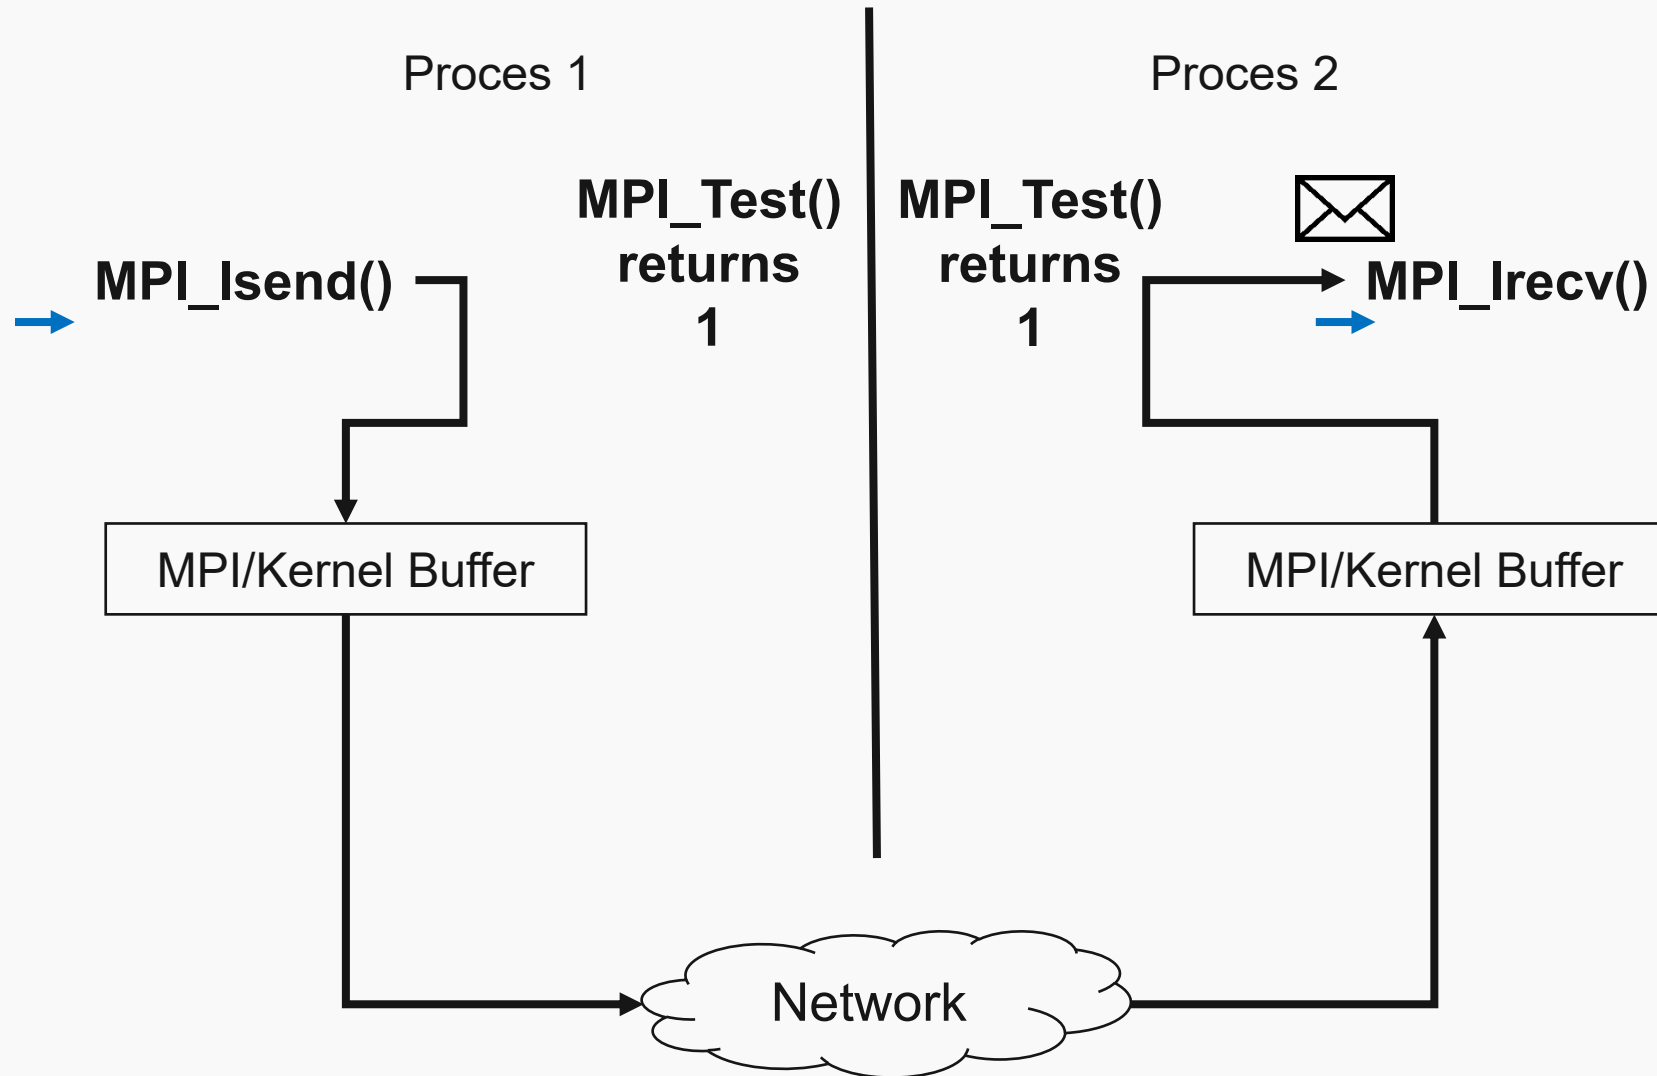 Proces 1
Proces 2
MPI_Test()
returns
1
MPI_Test()
returns
1
MPI_Isend()
MPI_Irecv()
MPI/Kernel Buffer
MPI/Kernel Buffer
Network